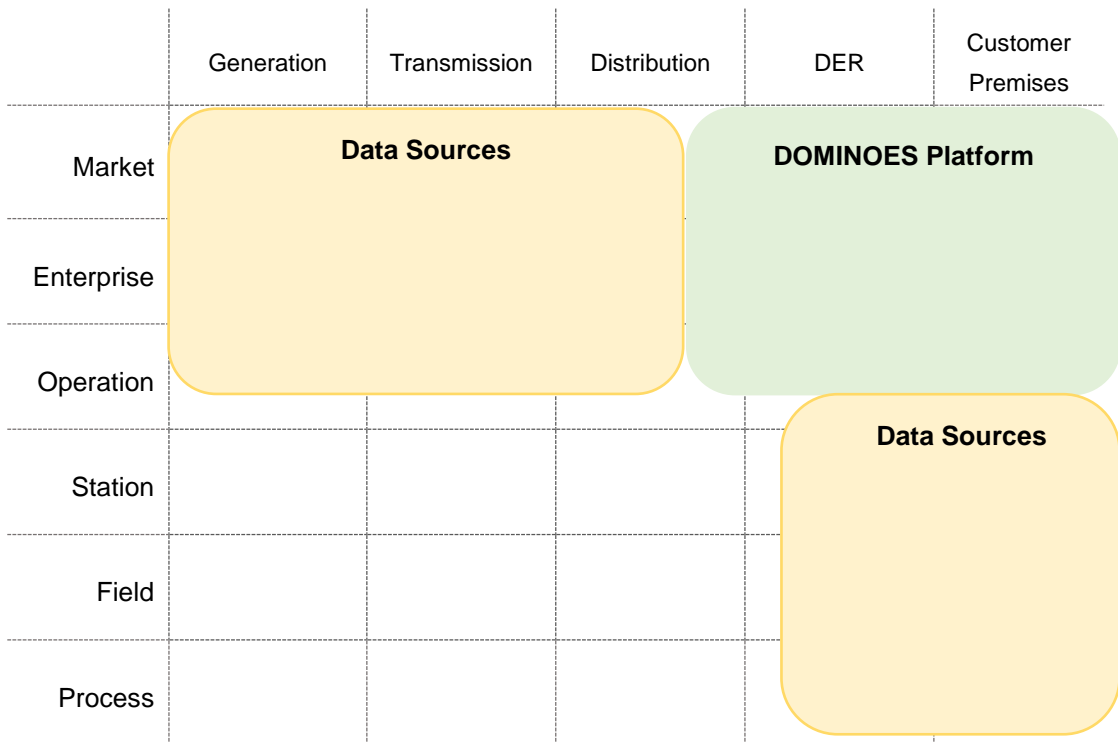 Generation
Transmission
Distribution
DER
Customer
Premises
Market
Data Sources
DOMINOES Platform
Enterprise
Operation
Data Sources
Station
Field
Process